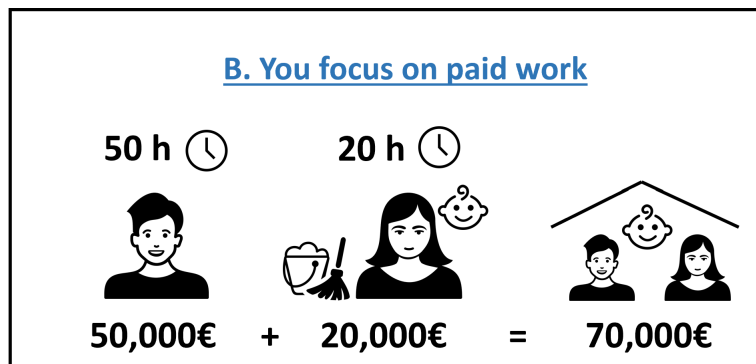 B. You focus on paid work
50 h 20 h
50,000€ + 20,000€ = 70,000€